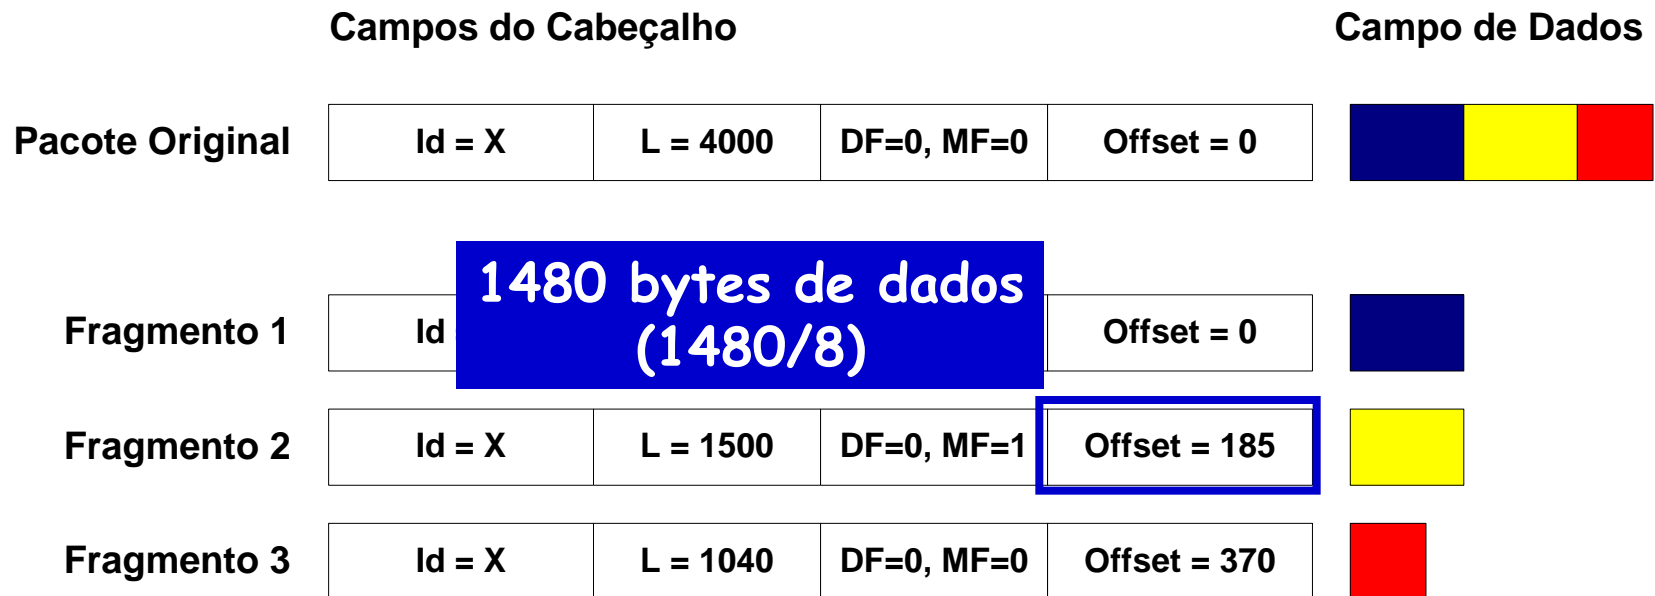 Campos do Cabeçalho Campo de Dados
Pacote Original Id = X L = 4000 DF=0, MF=0 Offset = 0
1480 bytes de dados
(1480/8)
Fragmento 1 Id Offset = 0
Fragmento 2 Id = X L = 1500 DF=0, MF=1 Offset = 185
Fragmento 3 Id = X L = 1040 DF=0, MF=0 Offset = 370